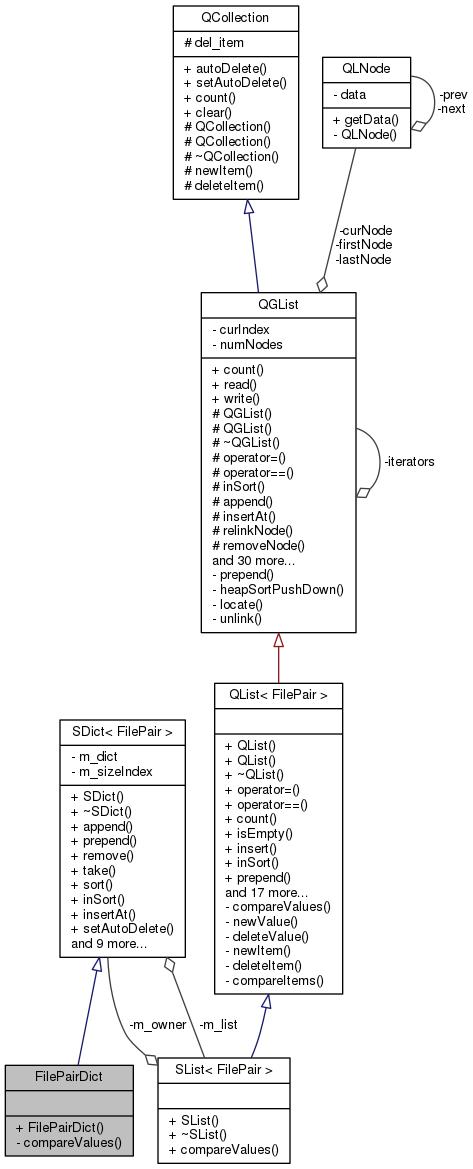 QCollection
# del_item
+ autoDelete()
+ setAutoDelete()
+ count()
+ clear()
# QCollection()
# QCollection()
# ~QCollection()
# newItem()
# deleteItem()
QLNode
- data
+ getData()
- QLNode()
-prev
-next
-curNode
-firstNode
-lastNode
QGList
- curIndex
- numNodes
+ count()
+ read()
+ write()
# QGList()
# QGList()
# ~QGList()
# operator=()
# operator==()
# inSort()
# append()
# insertAt()
# relinkNode()
# removeNode()
and 30 more...
- prepend()
- heapSortPushDown()
- locate()
- unlink()
-iterators
QList< FilePair >
+ QList()
+ QList()
+ ~QList()
+ operator=()
+ operator==()
+ count()
+ isEmpty()
+ insert()
+ inSort()
+ prepend()
and 17 more...
- compareValues()
- newValue()
- deleteValue()
- newItem()
- deleteItem()
- compareItems()
SDict< FilePair >
- m_dict
- m_sizeIndex
+ SDict()
+ ~SDict()
+ append()
+ prepend()
+ remove()
+ take()
+ sort()
+ inSort()
+ insertAt()
+ setAutoDelete()
and 9 more...
-m_owner
-m_list
FilePairDict
+ FilePairDict()
- compareValues()
SList< FilePair >
+ SList()
+ ~SList()
+ compareValues()